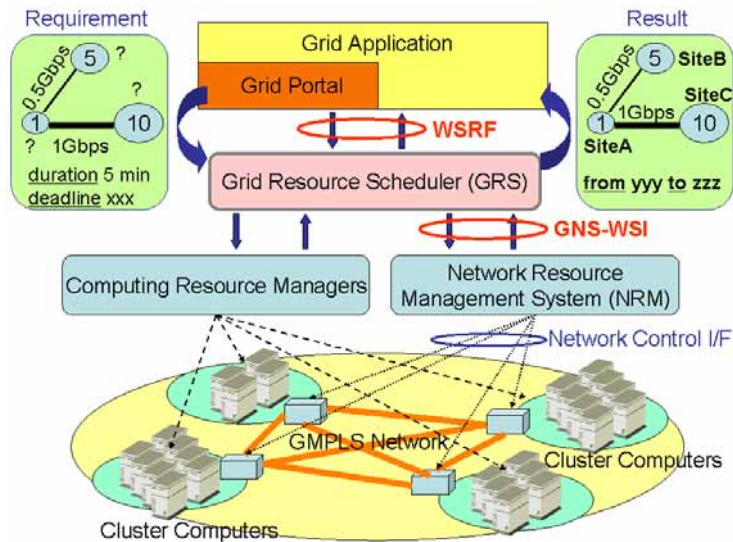 Requirement
Result
Grid Application
Grid Portal
5
?
0.5Gbps
?
1
10
?
1Gbps
duration 5 min
deadline xxx
5
SiteB
0.5Gbps
SiteC
1Gbps
1
10
SiteA
from yyy to zzz
WSRF
Grid Resource Scheduler (GRS)
GNS-WSI
Computing Resource Managers
Network Resource
Management System (NRM)
Network Control I/F
GMPLS Network
Cluster Computers
Cluster Computers